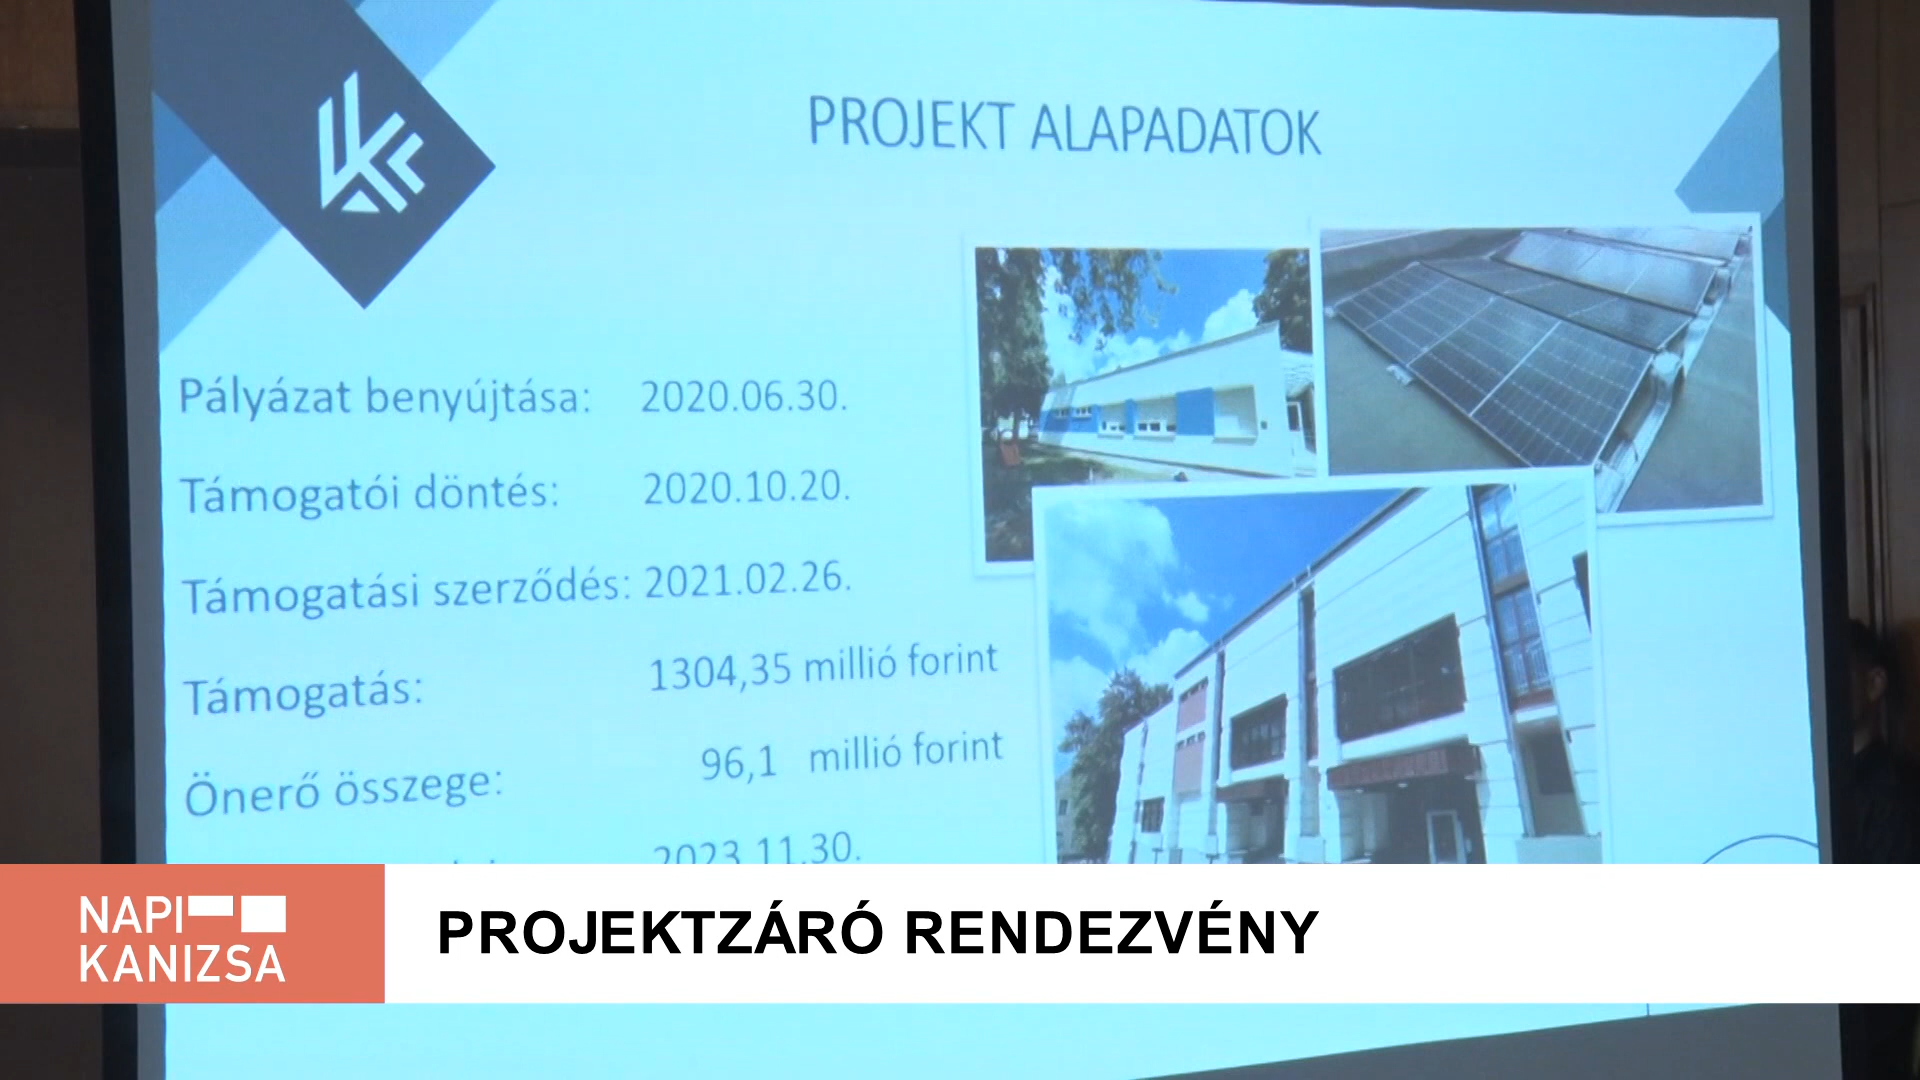 PROJEKT ALAPADATOK
Pályázat benyújtása: 2020.06.30.
Támogatói döntés: 2020.10.20.
Támogatási szerződés: 2021.02.26.
Támogatás: 1304,35 millió forint
Önerő összege: 96,1 millió forint
2023.11.30.
NAPI
KANIZSA
PROJEKTZÁRÓ RENDEZVÉNY